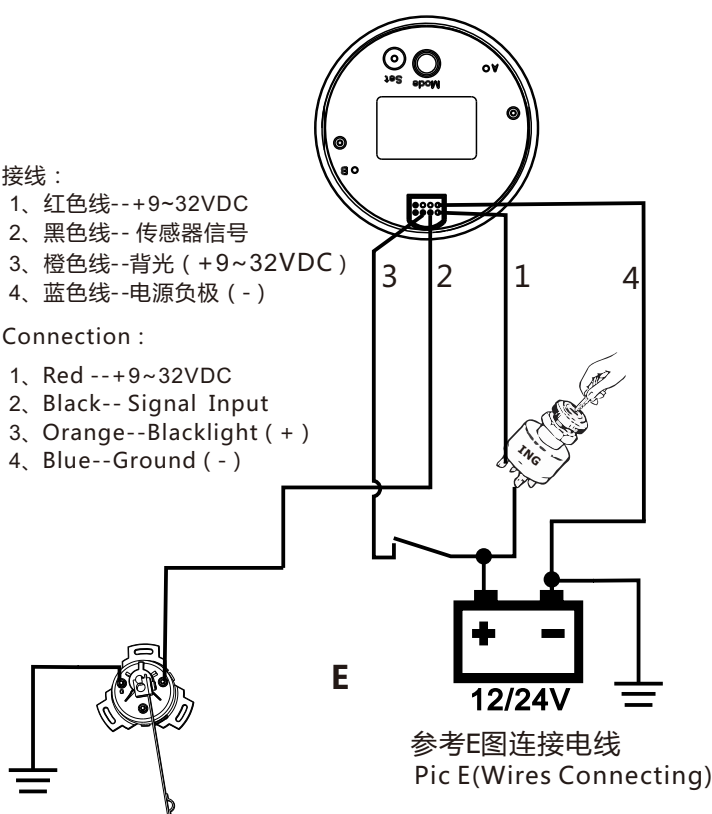 Set
Mode
A
B
接线：
1、红色线--+9~32VDC
2、黑色线-- 传感器信号
3、橙色线--背光（+9~32VDC）
4、蓝色线--电源负极（-）
Connection：
1、Red --+9~32VDC
2、Black-- Signal Input
3、Orange--Blacklight（+）
4、Blue--Ground（-）
3
2
1
4
ING
E
+ -
12/24V
参考E图连接电线
Pic E(Wires Connecting)